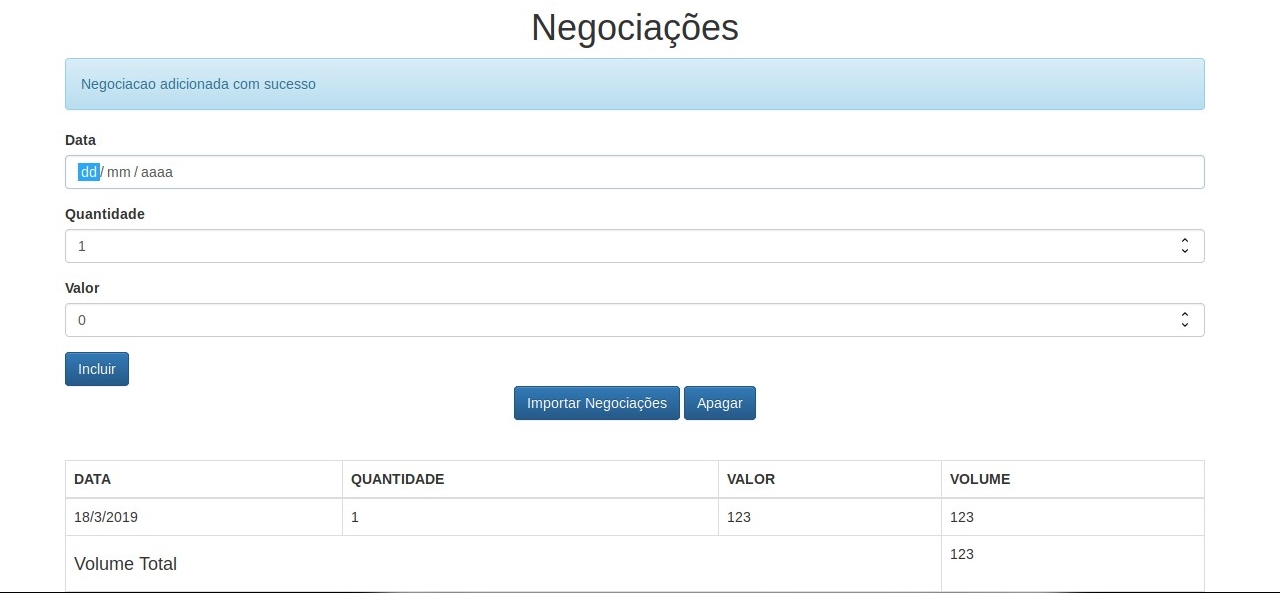 Negociações
Negociacao adicionada com sucesso
Data
dd/ mm / aaaa
Quantidade
1
Valor
0
Incluir
Importar Negociações Apagar
DATA QUANTIDADE VALOR VOLUME
18/3/2019 1 123 123
Volume Total 123